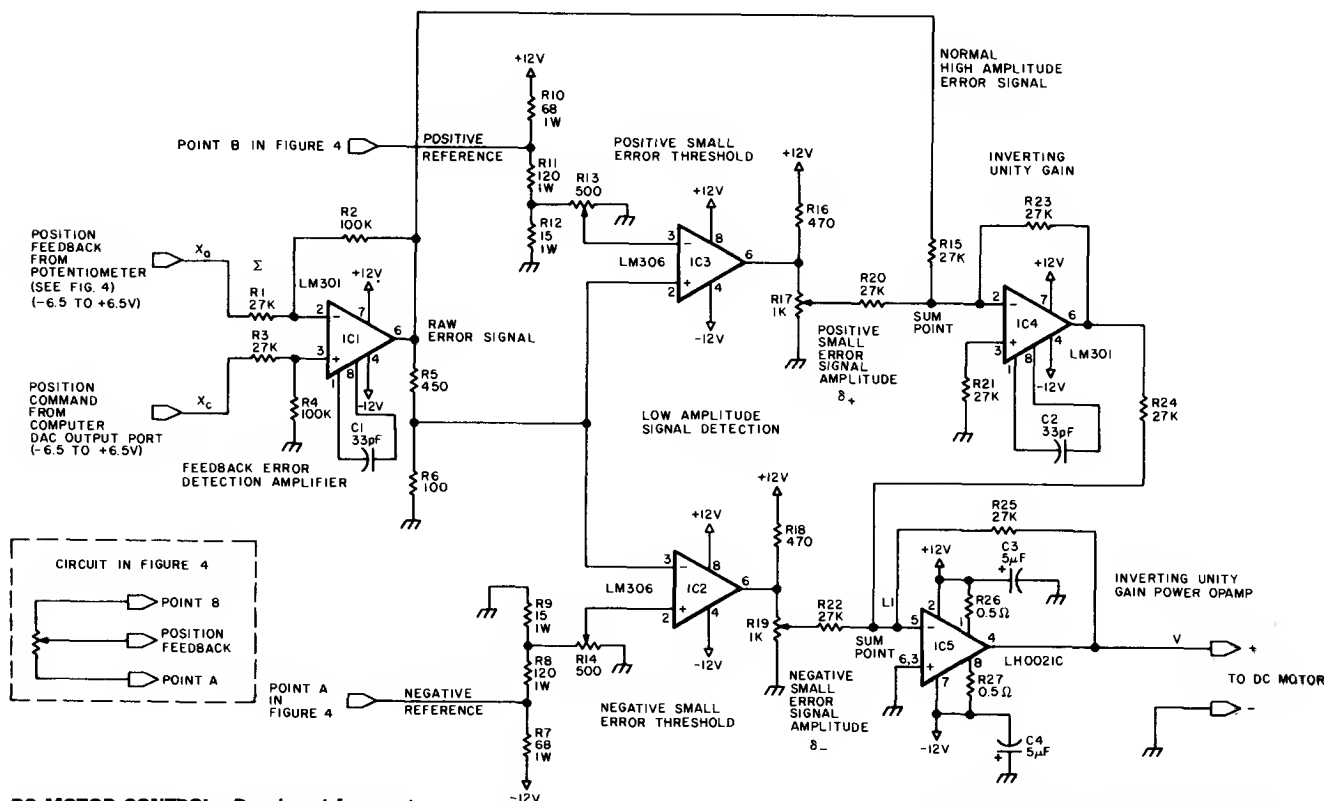 NORMAL
HIGH AMPLITUDE
ERROR SIGNAL
+12V
R10
68
1W
POINT B IN FIGURE 4
POSITIVE
REFERENCE
R11
120
1W
R13
500
R12
15
1W
POSITIVE SMALL
ERROR THRESHOLD
+12V
8
3
-
LM306
IC3
6
2
+
4
-12V
+12V
R16
470
R17
1K
R20
27K
POSITIVE
SMALL
ERROR
SIGNAL
AMPLITUDE
δ+
R15
27K
SUM
POINT
INVERTING
UNITY GAIN
R23
27K
+12V
2
-
7
IC4
6
3
+
4
LM301
1
8
-12V
R21
27K
C2
33pF
R24
27K
POSITION
FEEDBACK
FROM
POTENTIOMETER
(SEE FIG. 4)
(-6.5 TO +6.5V)
Xa
Σ
R2
100K
LM301
+12V
R1
27K
2
-
7
IC1
6
R3
27K
3
+
4
1
8
-12V
RAW
ERROR SIGNAL
R5
450
POSITION
COMMAND
FROM
COMPUTER
DAC OUTPUT PORT
(-6.5 TO +6.5V)
Xc
R4
100K
C1
33pF
FEEDBACK ERROR
DETECTION AMPLIFIER
R6
100
LOW AMPLITUDE
SIGNAL DETECTION
CIRCUIT IN FIGURE 4
POINT B
POSITION
FEEDBACK
POINT A
R9
15
1W
R8
120
1W
R14
500
POINT A
IN
FIGURE 4
NEGATIVE
REFERENCE
R7
68
1W
-12V
+12V
8
3
-
LM306
IC2
6
2
+
4
-12V
NEGATIVE SMALL
ERROR THRESHOLD
+12V
R18
470
R19
1K
R22
27K
NEGATIVE
SMALL
ERROR
SIGNAL
AMPLITUDE
δ-
SUM
POINT
L1
R25
27K
+12V
C3
5µF
+
R26
0.5Ω
2
1
5
-
IC5
4
6,3
+
8
7
LH0021C
R27
0.5Ω
-12V
C4
5µF
+
INVERTING UNITY
GAIN POWER OPAMP
V
+
TO DC MOTOR
-